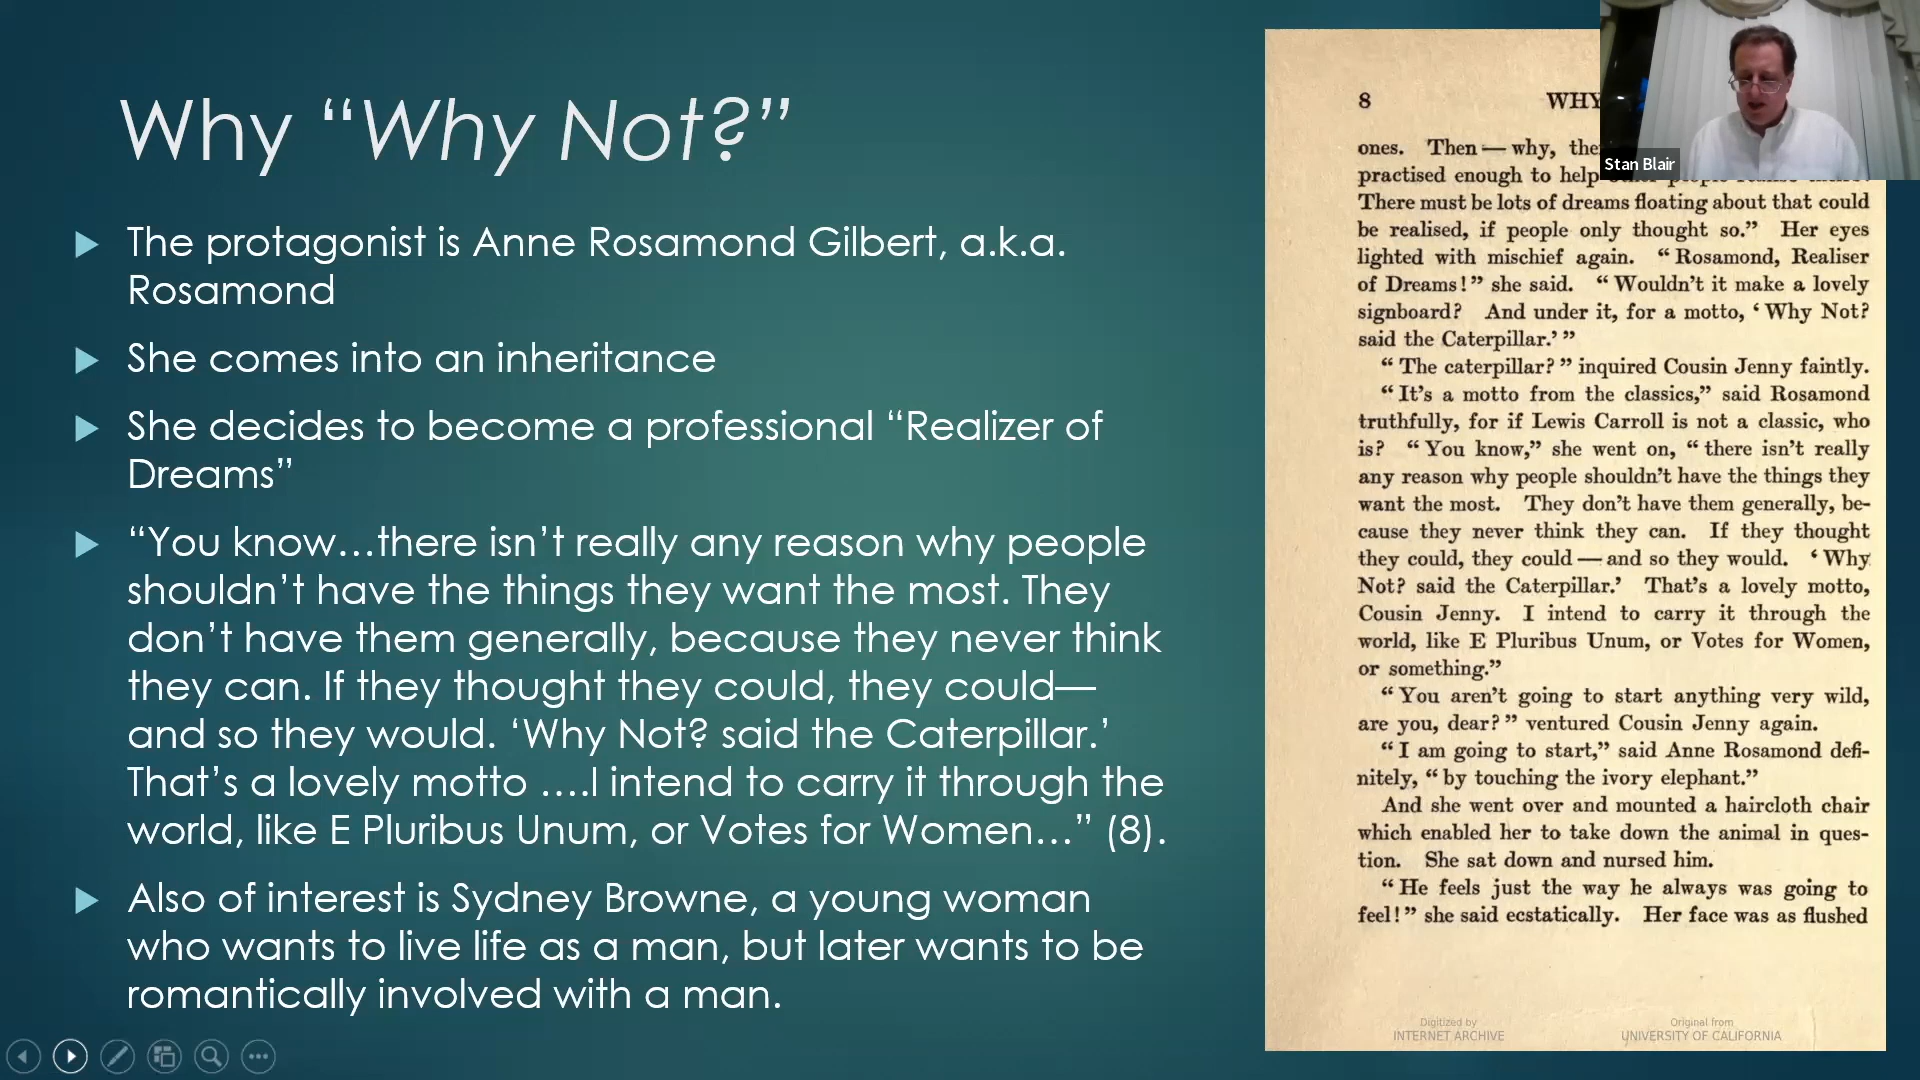 Why “Why Not?”
The protagonist is Anne Rosamond Gilbert, a.k.a.
Rosamond
She comes into an inheritance
She decides to become a professional “Realizer of
Dreams”
“You know…there isn’t really any reason why people
shouldn’t have the things they want the most. They
don’t have them generally, because they never think
they can. If they thought they could, they could—
and so they would. ‘Why Not? said the Caterpillar.’
That’s a lovely motto ….I intend to carry it through the
world, like E Pluribus Unum, or Votes for Women…” (8).
Also of interest is Sydney Browne, a young woman
who wants to live life as a man, but later wants to be
romantically involved with a man.
8 WHY
ones. Then — why, the
practised enough to help
There must be lots of dreams floating about that could
be realised, if people only thought so.” Her eyes
lighted with mischief again. “Rosamond, Realiser
of Dreams!” she said. “Wouldn’t it make a lovely
signboard? And under it, for a motto, ‘Why Not?
said the Caterpillar.’”
“The caterpillar?” inquired Cousin Jenny faintly.
“It’s a motto from the classics,” said Rosamond
truthfully, for if Lewis Carroll is not a classic, who
is? “You know,” she went on, “there isn’t really
any reason why people shouldn’t have the things they
want the most. They don’t have them generally, be-
cause they never think they can. If they thought
they could, they could — and so they would. ‘Why
Not? said the Caterpillar.’ That’s a lovely motto,
Cousin Jenny. I intend to carry it through the
world, like E Pluribus Unum, or Votes for Women,
or something.”
“You aren’t going to start anything very wild,
are you, dear?” ventured Cousin Jenny again.
“I am going to start,” said Anne Rosamond defi-
nitely, “by touching the ivory elephant.”
And she went over and mounted a haircloth chair
which enabled her to take down the animal in ques-
tion. She sat down and nursed him.
“He feels just the way he always was going to
feel!” she said ecstatically. Her face was as flushed
Digitized by
INTERNET ARCHIVE
Original from
UNIVERSITY OF CALIFORNIA
Stan Blair